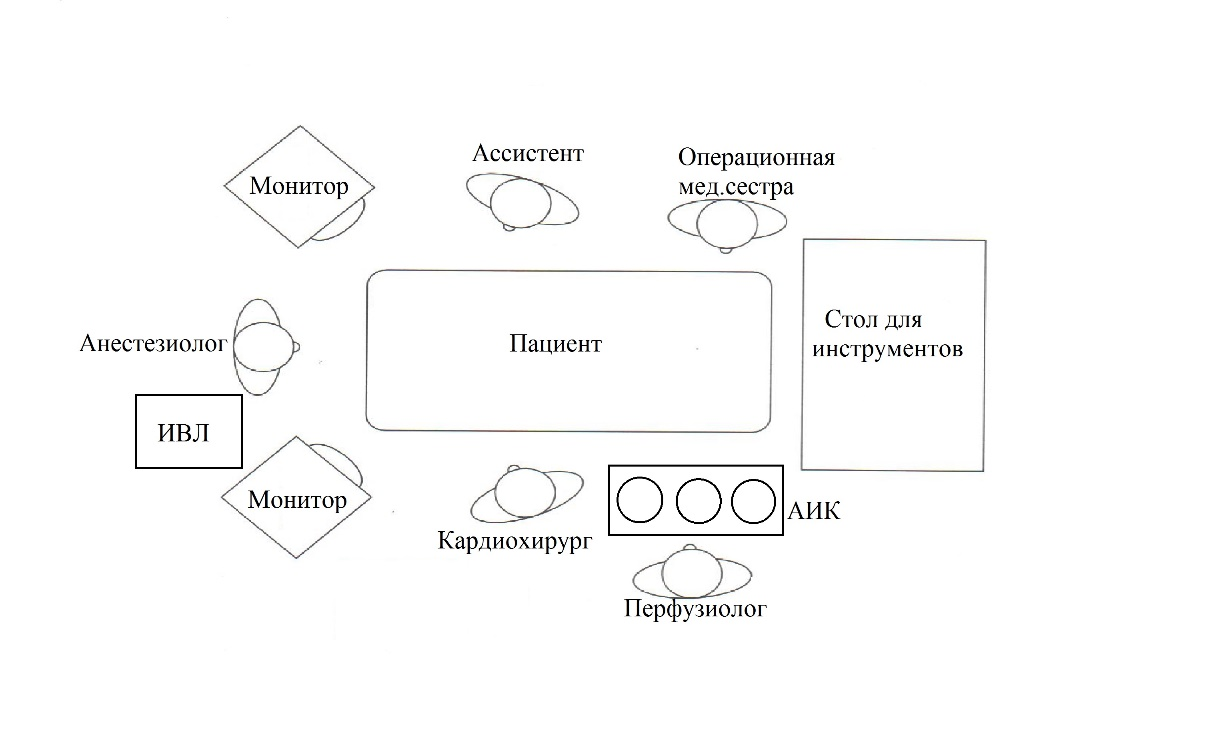 Ассистент
Операционная
мед.сестра
Монитор
Стол для
инструментов
Анестезиолог
Пациент
ИВЛ
Монитор
АИК
Кардиохирург
Перфузиолог